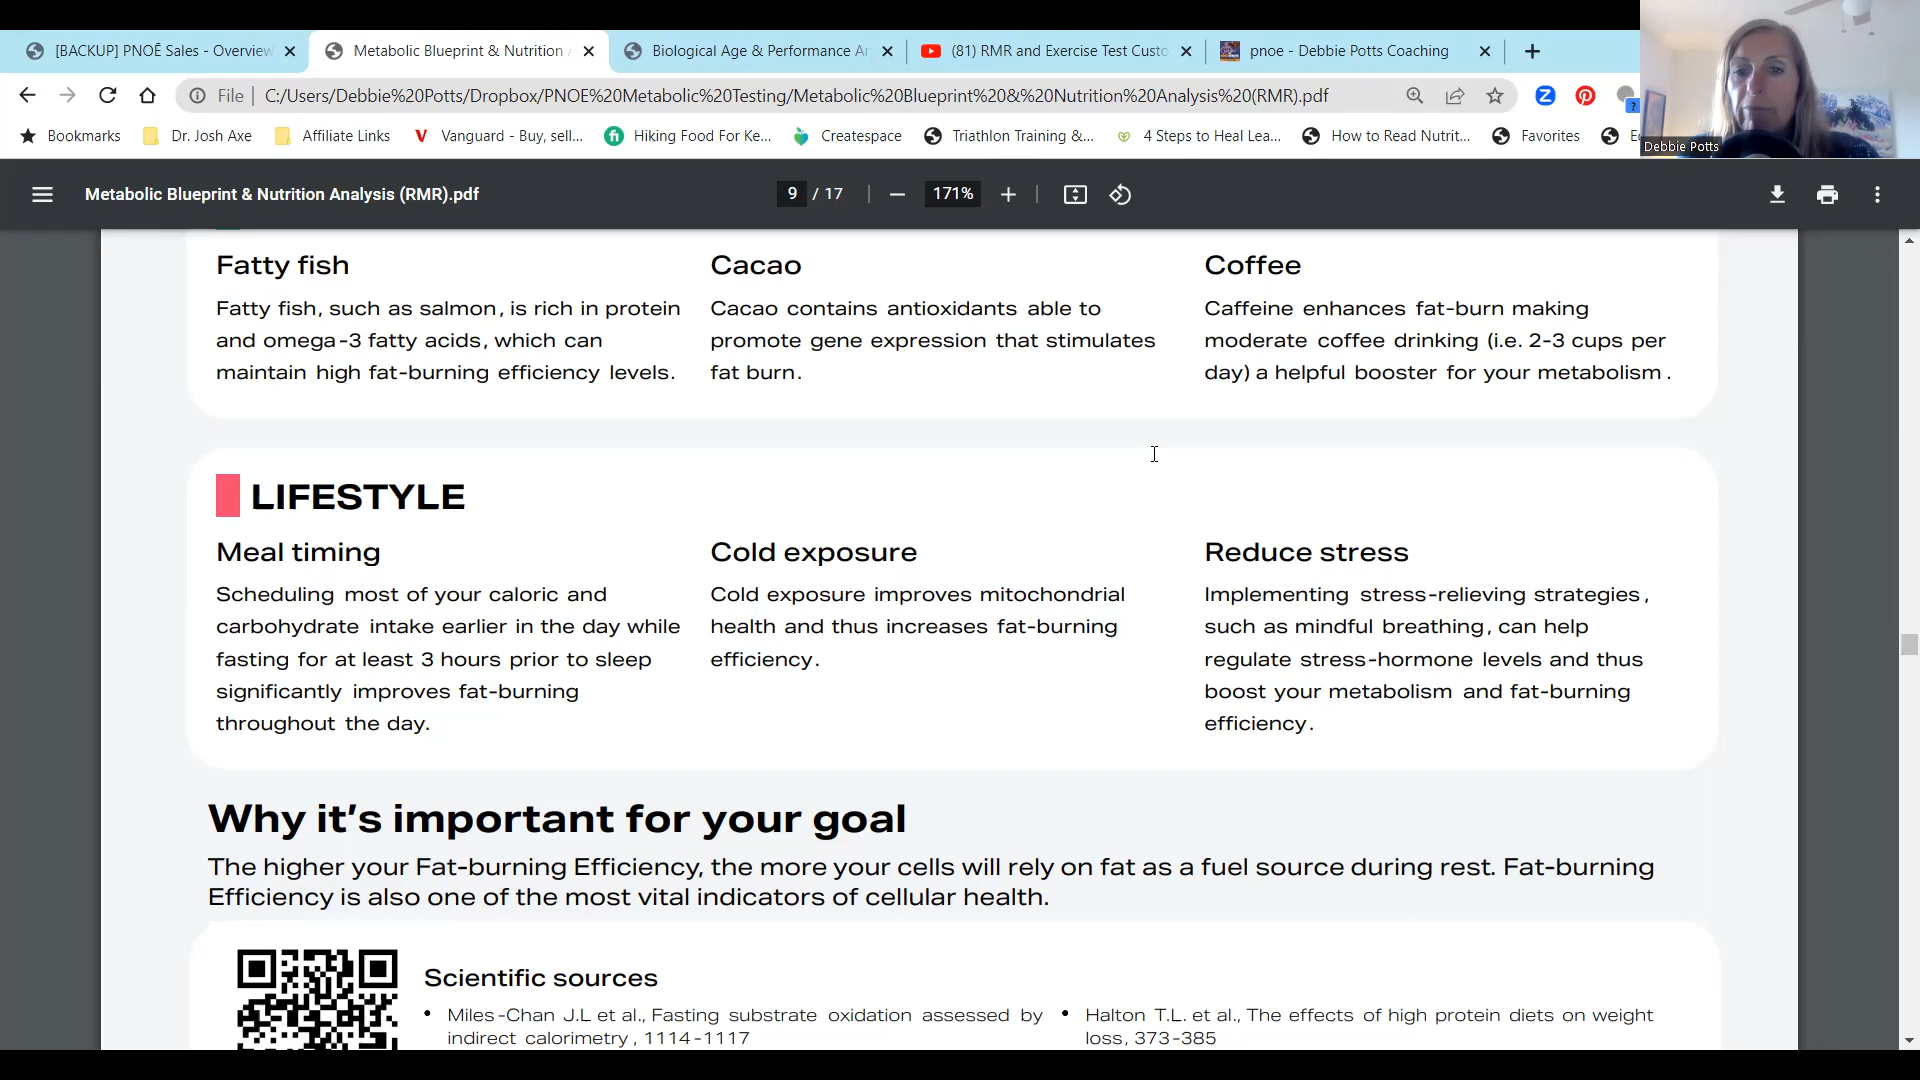 [BACKUP] PNOĒ Sales - Overview
Metabolic Blueprint & Nutrition
Biological Age & Performance
(81) RMR and Exercise Test Custo
pnoe - Debbie Potts Coaching
File
C:/Users/Debbie%20Potts/Dropbox/PNOE%20Metabolic%20Testing/Metabolic%20Blueprint%20&%20Nutrition%20Analysis%20(RMR).pdf
Bookmarks
Dr. Josh Axe
Affiliate Links
Vanguard - Buy, sell...
Hiking Food For Ke...
Createspace
Triathlon Training &...
4 Steps to Heal Lea...
How to Read Nutrit...
Favorites
Debbie Potts
Metabolic Blueprint & Nutrition Analysis (RMR).pdf
9 / 17
171%
Fatty fish
Fatty fish, such as salmon, is rich in protein
and omega-3 fatty acids, which can
maintain high fat-burning efficiency levels.
Cacao
Cacao contains antioxidants able to
promote gene expression that stimulates
fat burn.
Coffee
Caffeine enhances fat-burn making
moderate coffee drinking (i.e. 2-3 cups per
day) a helpful booster for your metabolism.
LIFESTYLE
Meal timing
Scheduling most of your caloric and
carbohydrate intake earlier in the day while
fasting for at least 3 hours prior to sleep
significantly improves fat-burning
throughout the day.
Cold exposure
Cold exposure improves mitochondrial
health and thus increases fat-burning
efficiency.
Reduce stress
Implementing stress-relieving strategies,
such as mindful breathing, can help
regulate stress-hormone levels and thus
boost your metabolism and fat-burning
efficiency.
Why it's important for your goal
The higher your Fat-burning Efficiency, the more your cells will rely on fat as a fuel source during rest. Fat-burning
Efficiency is also one of the most vital indicators of cellular health.
Scientific sources
• Miles-Chan J.L et al., Fasting substrate oxidation assessed by
indirect calorimetry, 1114-1117
• Halton T.L. et al., The effects of high protein diets on weight
loss, 373-385